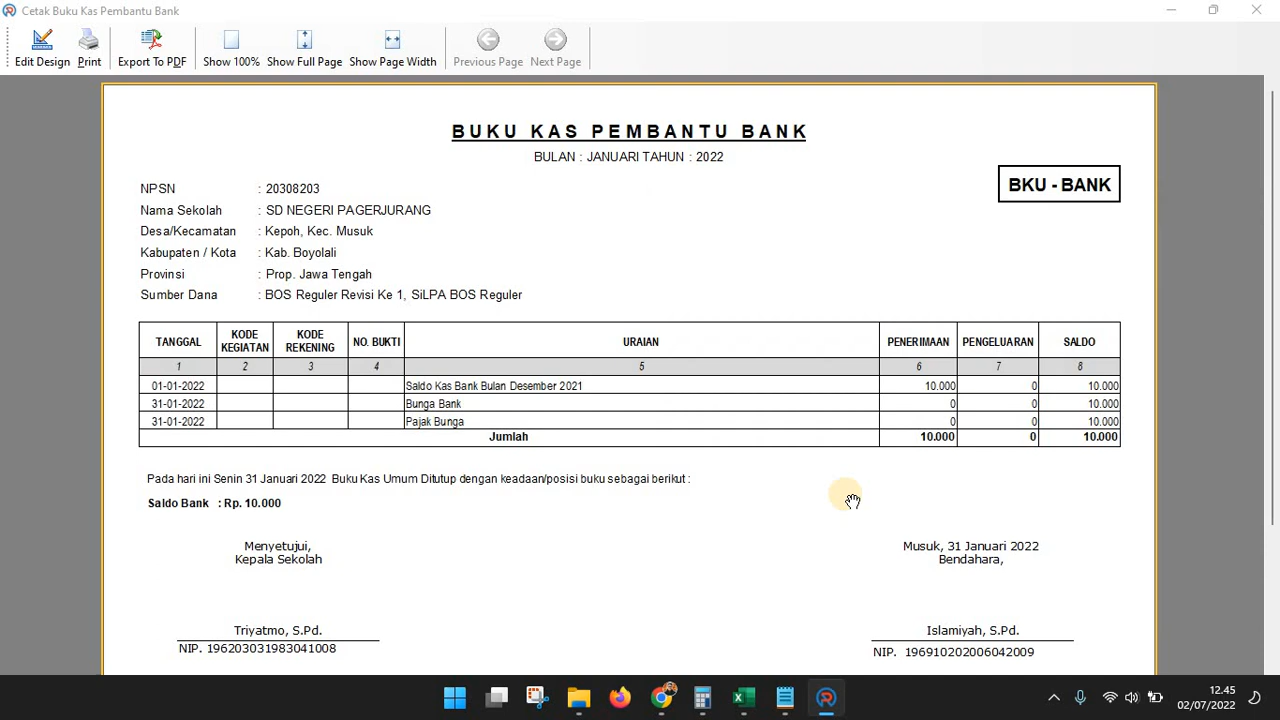 Cetak Buku Kas Pembantu Bank
Edit Design Print Export To PDF Show 100% Show Full Page Show Page Width Previous Page Next Page
BUKU KAS PEMBANTU BANK
BULAN : JANUARI TAHUN : 2022
BKU - BANK
NPSN : 20308203
Nama Sekolah : SD NEGERI PAGERJURANG
Desa/Kecamatan : Kepoh, Kec. Musuk
Kabupaten / Kota : Kab. Boyolali
Provinsi : Prop. Jawa Tengah
Sumber Dana : BOS Reguler Revisi Ke 1, SiLPA BOS Reguler
TANGGAL KODE KEGIATAN KODE REKENING NO. BUKTI URAIAN PENERIMAAN PENGELUARAN SALDO
1 2 3 4 5 6 7 8
01-01-2022 Saldo Kas Bank Bulan Desember 2021 10.000 0 10.000
31-01-2022 Bunga Bank 0 0 10.000
31-01-2022 Pajak Bunga 0 0 10.000
Jumlah 10.000 0 10.000
Pada hari ini Senin 31 Januari 2022 Buku Kas Umum Ditutup dengan keadaan/posisi buku sebagai berikut :
Saldo Bank : Rp. 10.000
Menyetujui, Musuk, 31 Januari 2022
Kepala Sekolah Bendahara,
Triyatmo, S.Pd. Islamiyah, S.Pd.
NIP. 196203031983041008 NIP. 196910202006042009
12.45
02/07/2022